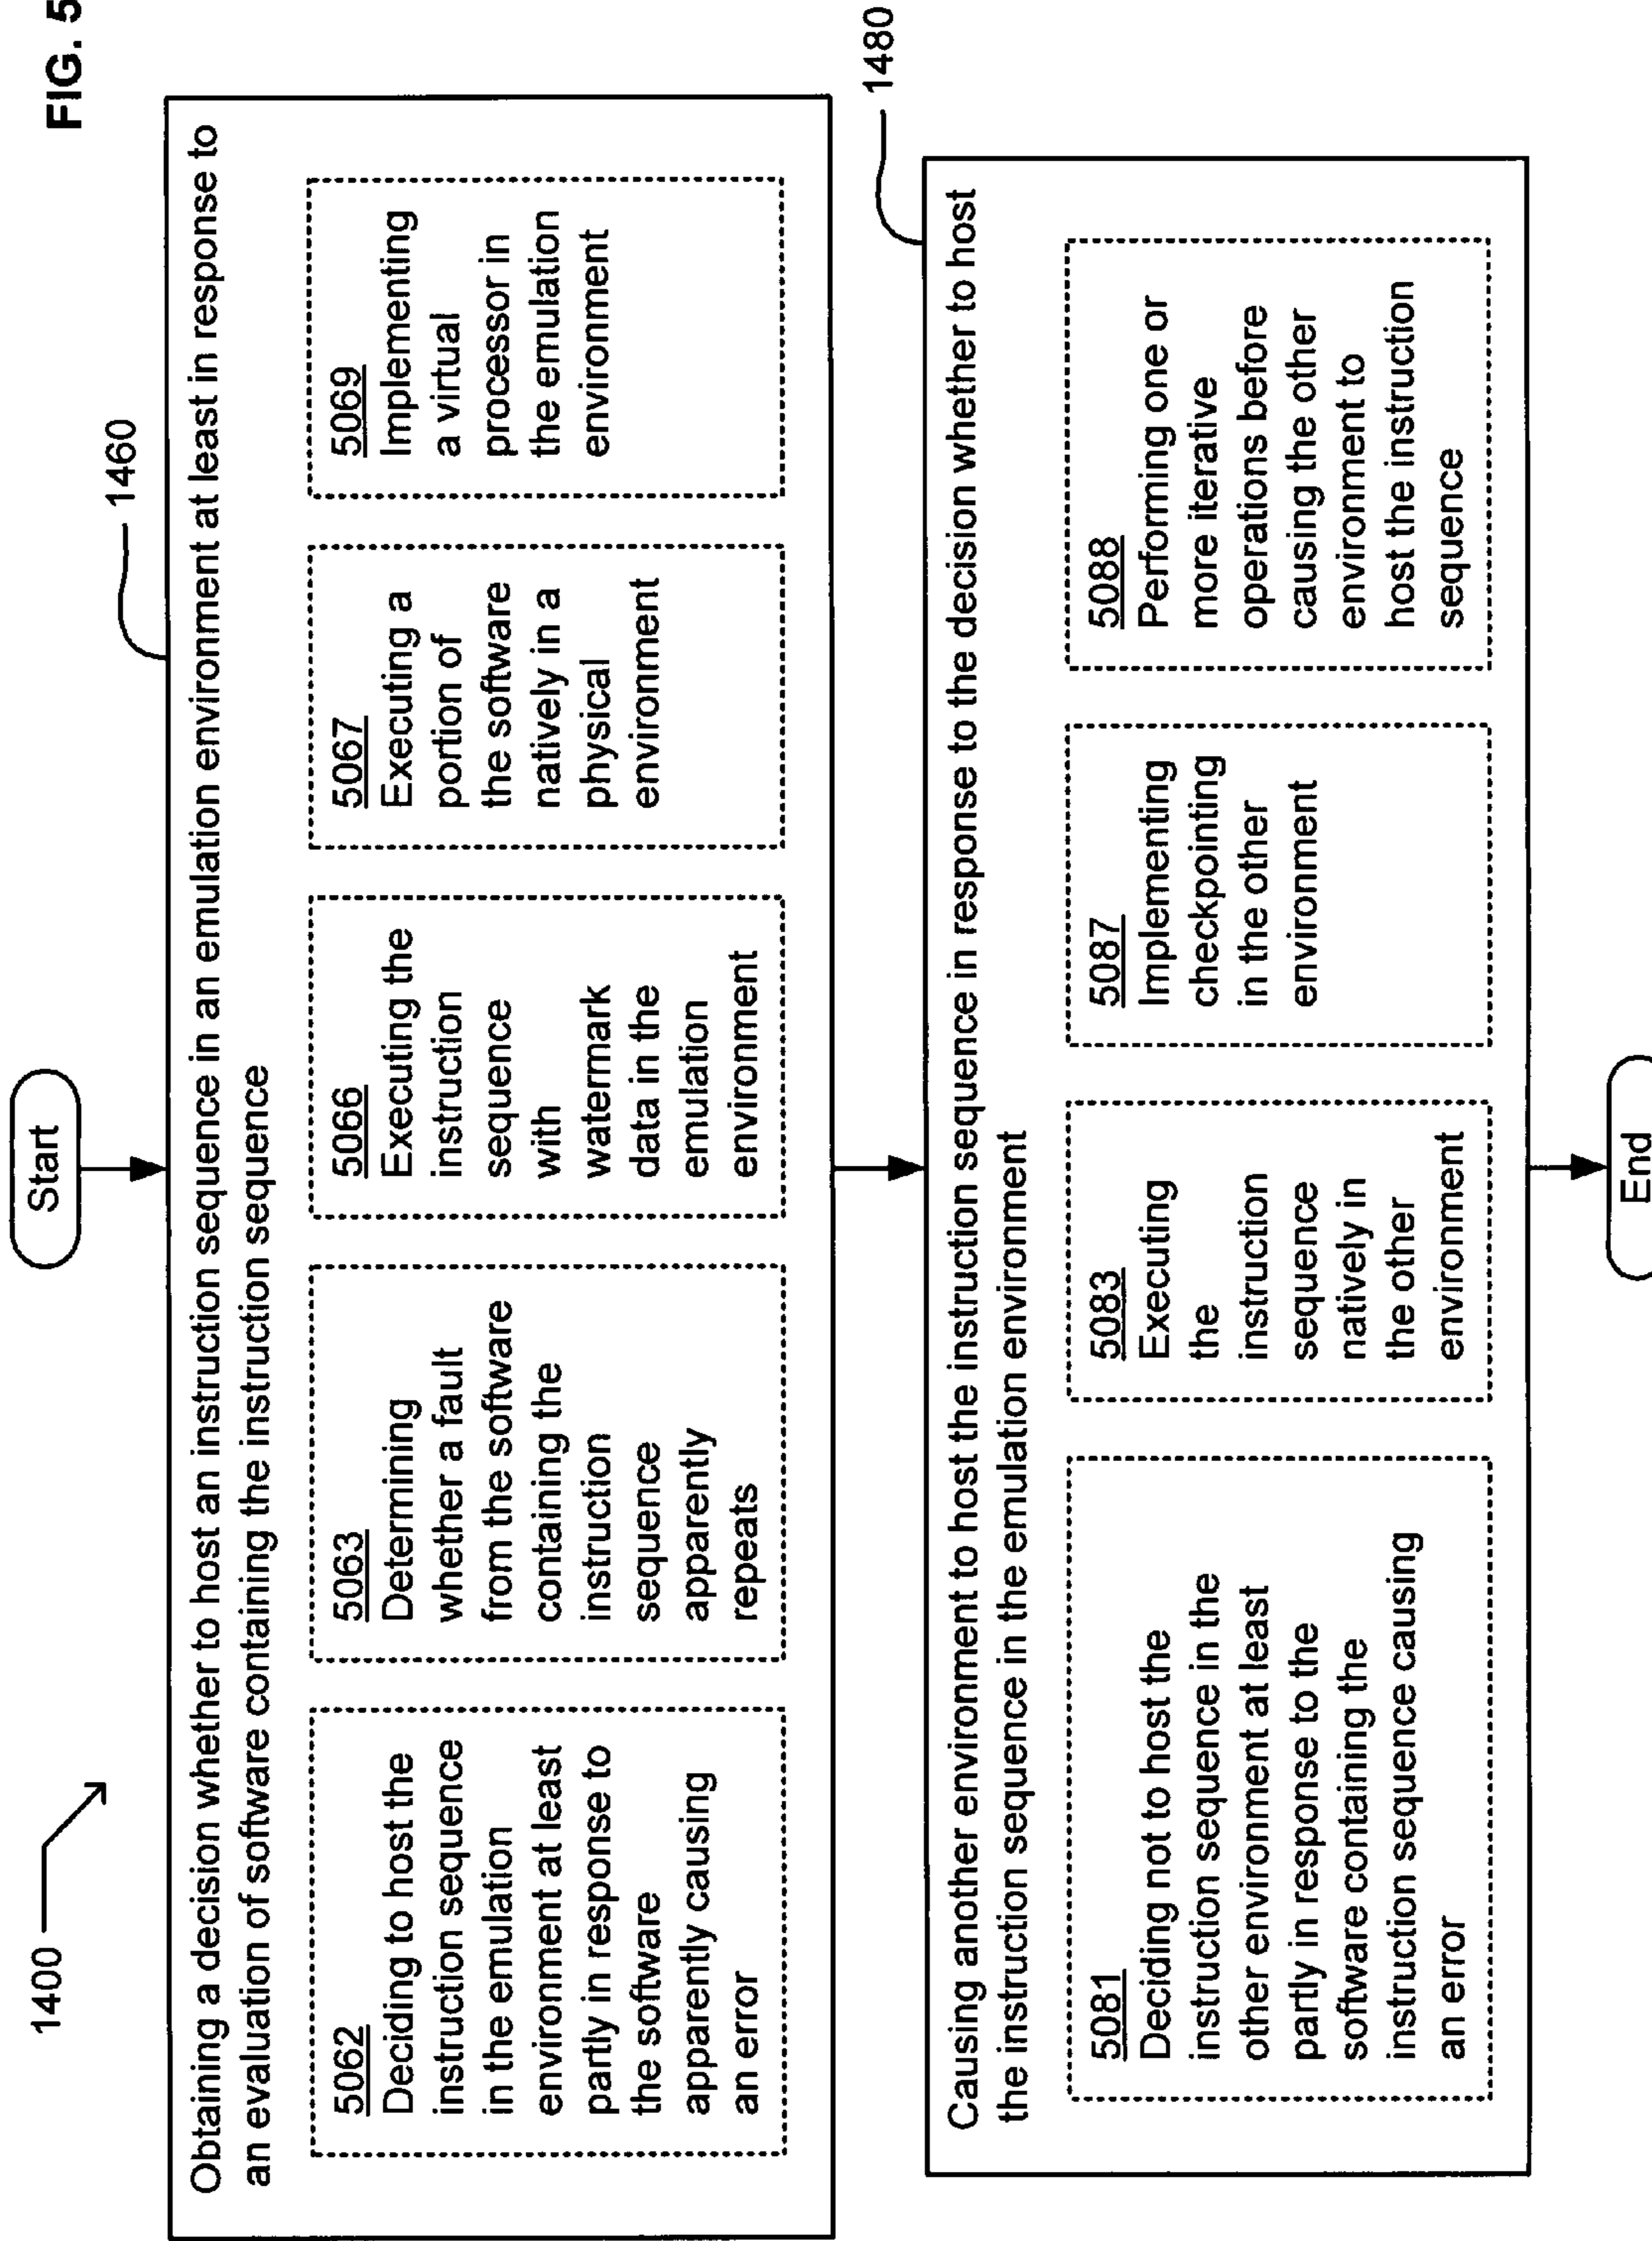 FIG. 5
1400
Start
1460
Obtaining a decision whether to host an instruction sequence in an emulation environment at least in response to
an evaluation of software containing the instruction sequence
5062
Deciding to host the
instruction sequence
in the emulation
environment at least
partly in response to
the software
apparently causing
an error
5063
Determining
whether a fault
from the software
containing the
instruction
sequence
apparently
repeats
5066
Executing the
instruction
sequence
with
watermark
data in the
emulation
environment
5067
Executing a
portion of
the software
natively in a
physical
environment
5069
Implementing
a virtual
processor in
the emulation
environment
1480
Causing another environment to host the instruction sequence in response to the decision whether to host
the instruction sequence in the emulation environment
5081
Deciding not to host the
instruction sequence in the
other environment at least
partly in response to the
software containing the
instruction sequence causing
an error
5083
Executing
the
instruction
sequence
natively in
the other
environment
5087
Implementing
checkpointing
in the other
environment
5088
Performing one or
more iterative
operations before
causing the other
environment to
host the instruction
sequence
End